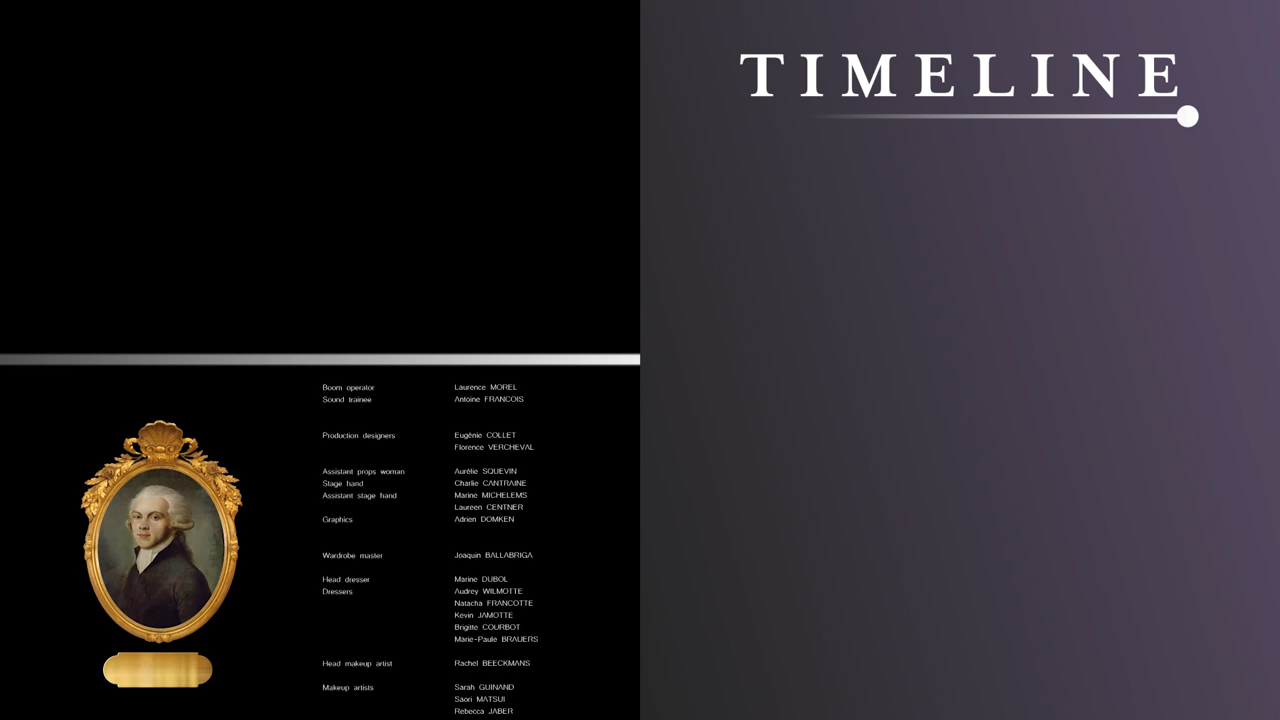 TIMELINE
Boom operator Laurence MOREL
Sound trainee Antoine FRANCOIS
Production designers Eugénie COLLET
Florence VERCHEVAL
Assistant props woman Aurélie SQUEVIN
Stage hand Charlie CANTRAINE
Assistant stage hand Marine MICHELEMS
Laureen CENTNER
Graphics Adrien DOMKEN
Wardrobe master Joaquin BALLABRIGA
Head dresser Marine DUBOL
Dressers Audrey WILMOTTE
Natacha FRANCOTTE
Kevin JAMOTTE
Brigitte COURBOT
Marie-Paule BRAUERS
Head makeup artist Rachel BEECKMANS
Makeup artists Sarah GUINAND
Saori MATSUI
Rebecca JABER